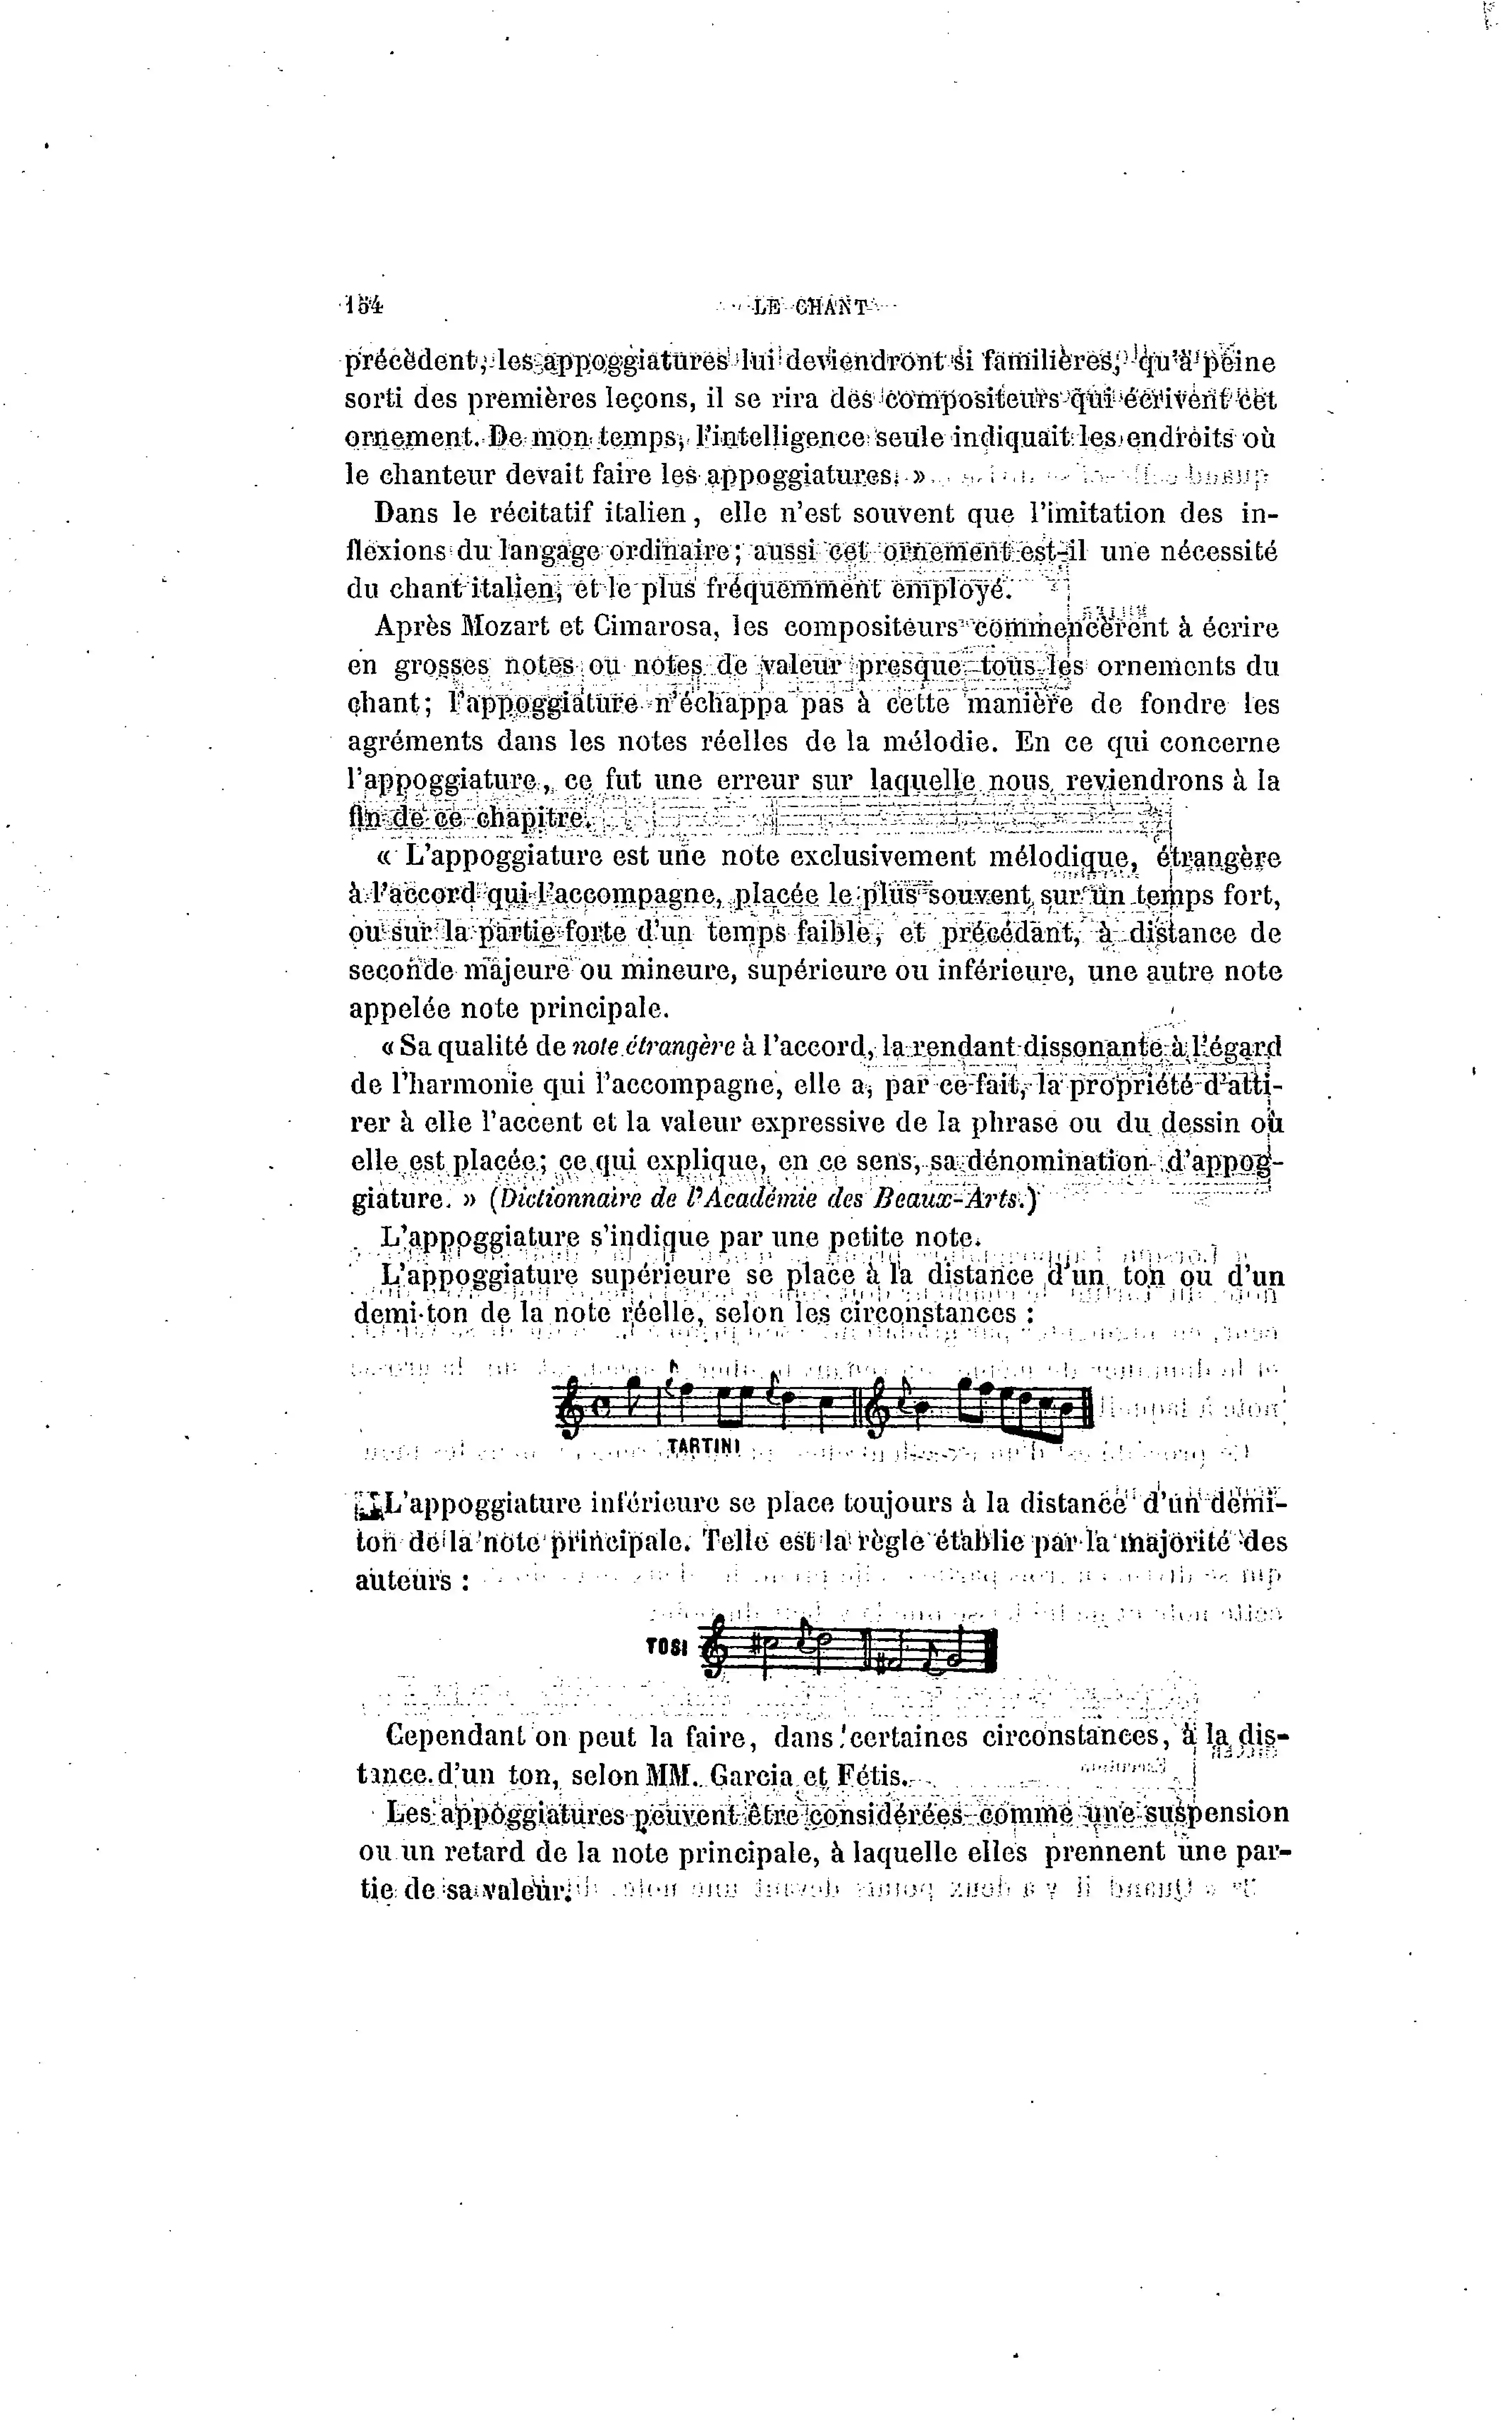 154
LE CHANT
précèdent, les appoggiatures lui deviendront si familières, qu'à peine
sorti des premières leçons, il se rira des compositeurs qui écrivent cet
ornement. De mon temps, l'intelligence seule indiquait les endroits où
le chanteur devait faire les appoggiatures. »
Dans le récitatif italien, elle n'est souvent que l'imitation des in-
flexions du langage ordinaire; aussi cet ornement est-il une nécessité
du chant italien, et le plus fréquemment employé.
Après Mozart et Cimarosa, les compositeurs commencèrent à écrire
en grosses notes ou notes de valeur presque tous les ornements du
chant; l'appoggiature n'échappa pas à cette manière de fondre les
agréments dans les notes réelles de la mélodie. En ce qui concerne
l'appoggiature, ce fut une erreur sur laquelle nous reviendrons à la
fin de ce chapitre.
« L'appoggiature est une note exclusivement mélodique, étrangère
à l'accord qui l'accompagne, placée le plus souvent sur un temps fort,
ou sur la partie forte d'un temps faible, et précédant, à distance de
seconde majeure ou mineure, supérieure ou inférieure, une autre note
appelée note principale.
« Sa qualité de note étrangère à l'accord, la rendant dissonante à l'égard
de l'harmonie qui l'accompagne, elle a, par ce fait, la propriété d'atti-
rer à elle l'accent et la valeur expressive de la phrase ou du dessin où
elle est placée; ce qui explique, en ce sens, sa dénomination d'appog-
giature. » (Dictionnaire de l'Académie des Beaux-Arts.)
L'appoggiature s'indique par une petite note.
L'appoggiature supérieure se place à la distance d'un ton ou d'un
demi-ton de la note réelle, selon les circonstances :
TARTINI
L'appoggiature inférieure se place toujours à la distance d'un demi-
ton de la note principale. Telle est la règle établie par la majorité des
auteurs :
TOSI
Cependant on peut la faire, dans certaines circonstances, à la dis-
tance d'un ton, selon MM. Garcia et Fétis.
Les appoggiatures peuvent être considérées comme une suspension
ou un retard de la note principale, à laquelle elles prennent une par-
tie de sa valeur.